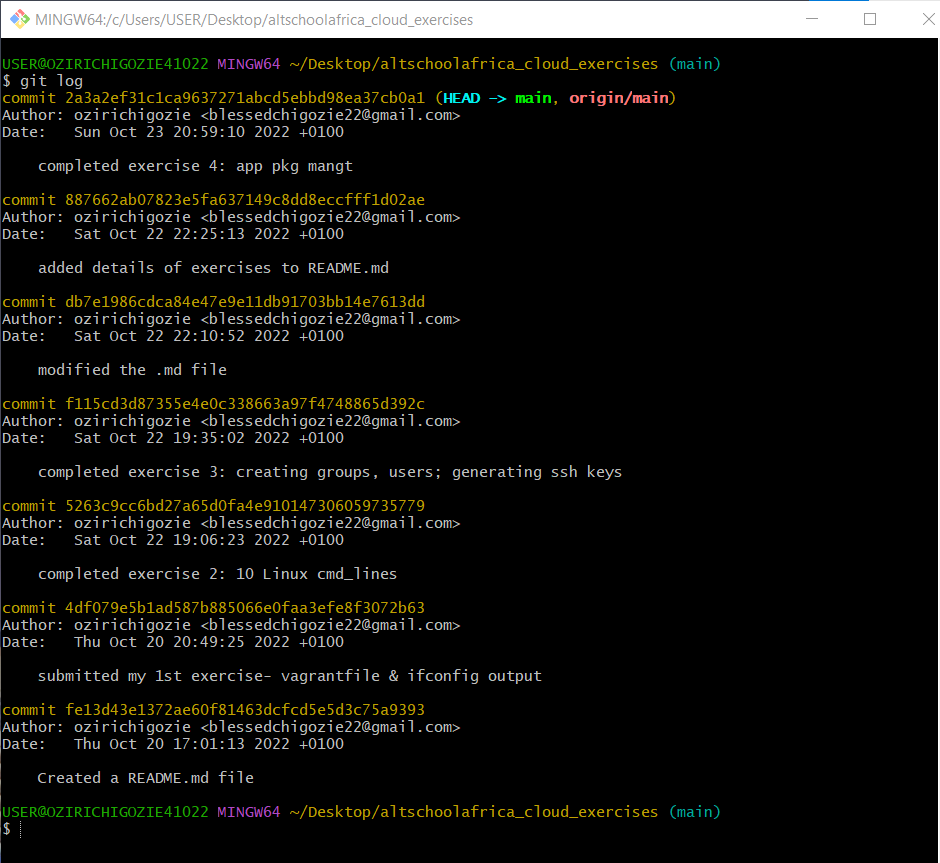 MINGW64:/c/Users/USER/Desktop/altschoolafrica_cloud_exercises
USER@OZIRICHIGOZIE41022 MINGW64 ~/Desktop/altschoolafrica_cloud_exercises (main)
$ git log
commit 2a3a2ef31c1ca9637271abcd5ebbd98ea37cb0a1 (HEAD -> main, origin/main)
Author: ozirichigozie <blessedchigozie22@gmail.com>
Date:   Sun Oct 23 20:59:10 2022 +0100
    completed exercise 4: app pkg mangt
commit 887662ab07823e5fa637149c8dd8eccfff1d02ae
Author: ozirichigozie <blessedchigozie22@gmail.com>
Date:   Sat Oct 22 22:25:13 2022 +0100
    added details of exercises to README.md
commit db7e1986cdca84e47e9e11db91703bb14e7613dd
Author: ozirichigozie <blessedchigozie22@gmail.com>
Date:   Sat Oct 22 22:10:52 2022 +0100
    modified the .md file
commit f115cd3d87355e4e0c338663a97f4748865d392c
Author: ozirichigozie <blessedchigozie22@gmail.com>
Date:   Sat Oct 22 19:35:02 2022 +0100
    completed exercise 3: creating groups, users; generating ssh keys
commit 5263c9cc6bd27a65d0fa4e910147306059735779
Author: ozirichigozie <blessedchigozie22@gmail.com>
Date:   Sat Oct 22 19:06:23 2022 +0100
    completed exercise 2: 10 Linux cmd_lines
commit 4df079e5b1ad587b885066e0faa3efe8f3072b63
Author: ozirichigozie <blessedchigozie22@gmail.com>
Date:   Thu Oct 20 20:49:25 2022 +0100
    submitted my 1st exercise- vagrantfile & ifconfig output
commit fe13d43e1372ae60f81463dcfcd5e5d3c75a9393
Author: ozirichigozie <blessedchigozie22@gmail.com>
Date:   Thu Oct 20 17:01:13 2022 +0100
    Created a README.md file
USER@OZIRICHIGOZIE41022 MINGW64 ~/Desktop/altschoolafrica_cloud_exercises (main)
$